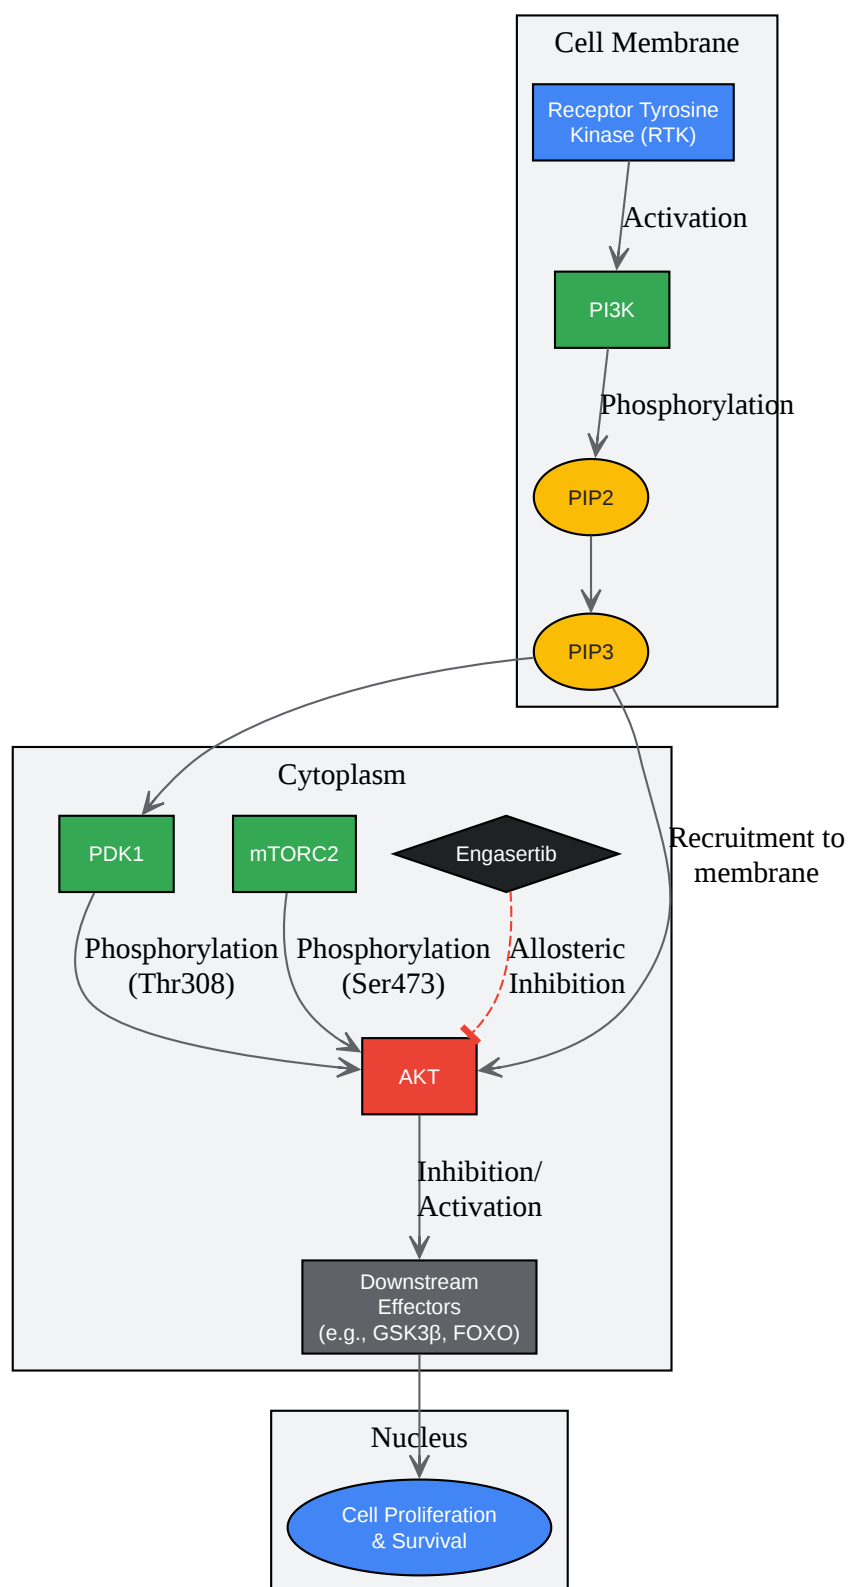 Cell Membrane
Receptor Tyrosine
Kinase (RTK)
Activation
PI3K
Phosphorylation
PIP2
PIP3
Cytoplasm
PDK1
mTORC2
Engasertib
Recruitment to
membrane
Phosphorylation
(Thr308)
Phosphorylation
(Ser473)
Allosteric
Inhibition
AKT
Inhibition/
Activation
Downstream
Effectors
(e.g., GSK3β, FOXO)
Nucleus
Cell Proliferation
& Survival